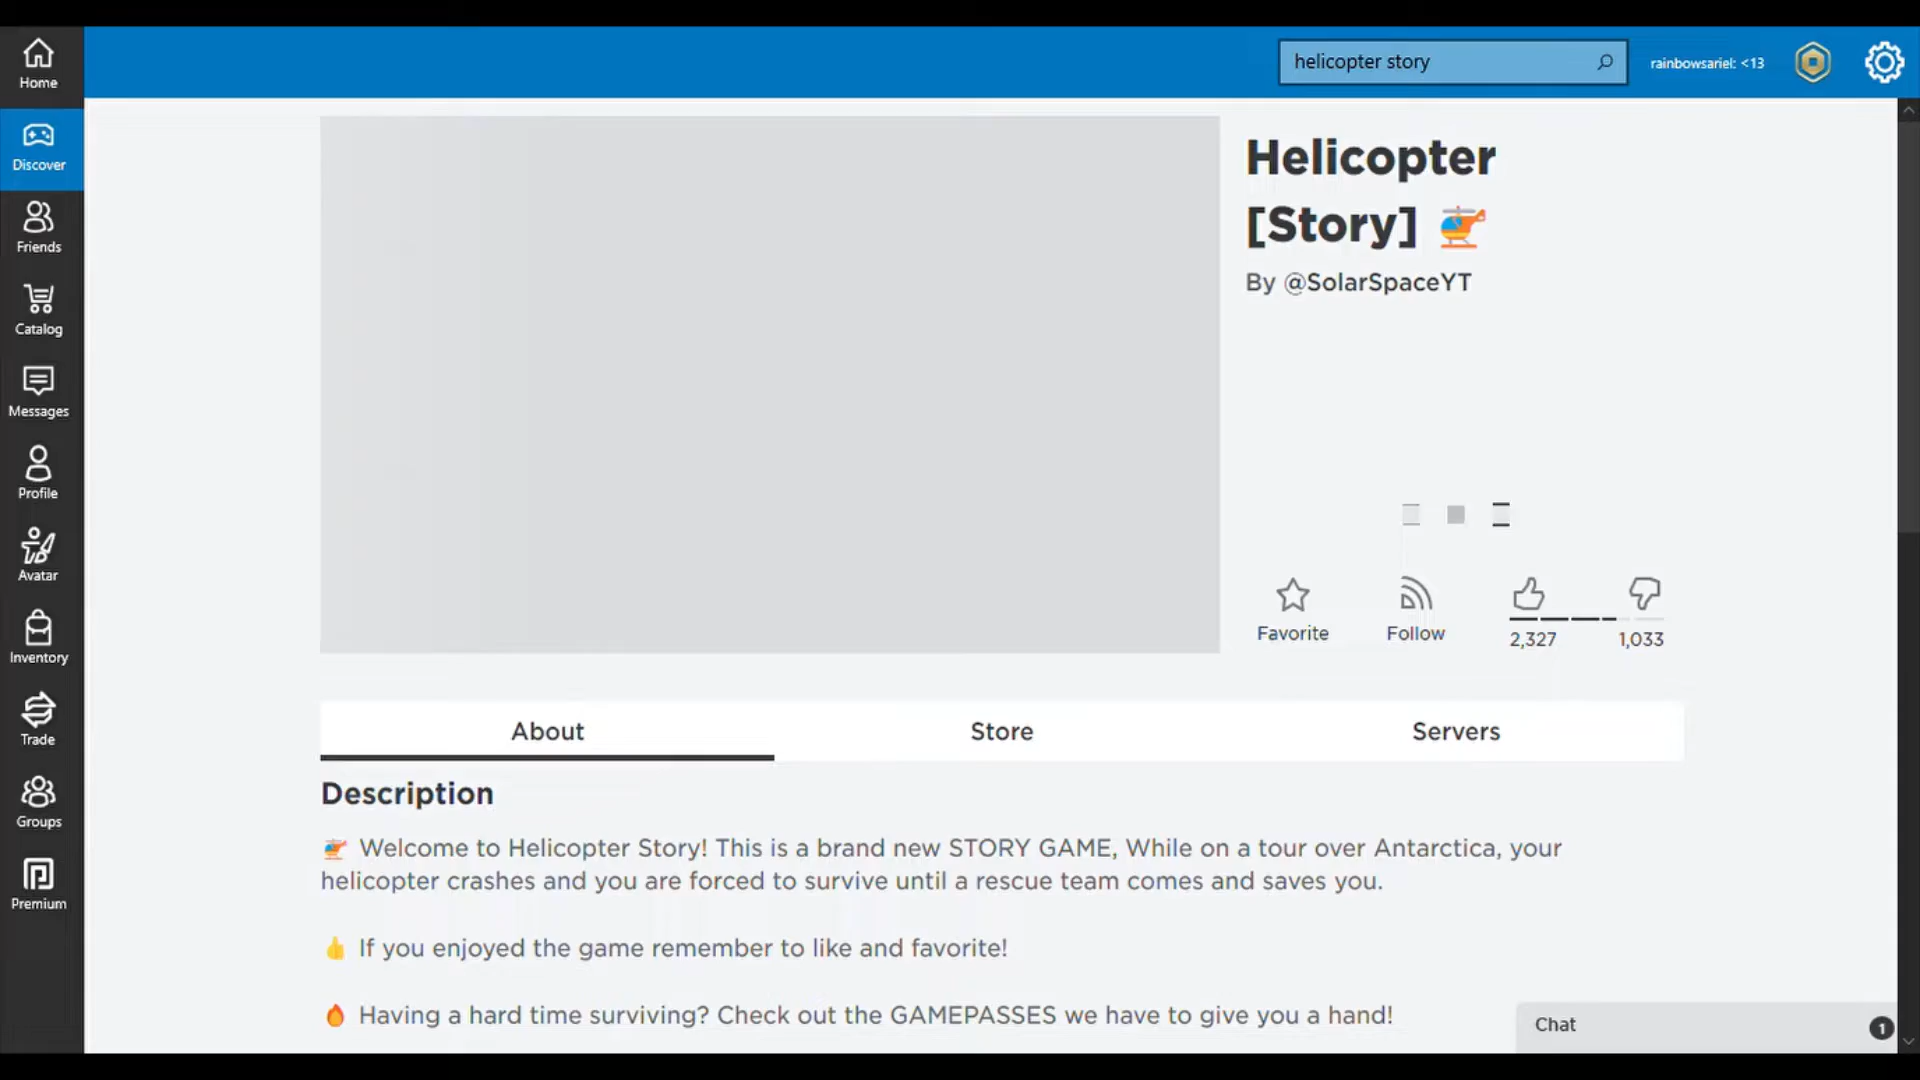 Home
helicopter story
rainbowsariel: <13
Discover
Friends
Catalog
Messages
Profile
Avatar
Inventory
Trade
Groups
Premium
Helicopter
[Story] 🚁
By @SolarSpaceYT
Favorite
Follow
2,327
1,033
About
Store
Servers
Description
🚁 Welcome to Helicopter Story! This is a brand new STORY GAME, While on a tour over Antarctica, your
helicopter crashes and you are forced to survive until a rescue team comes and saves you.
👍 If you enjoyed the game remember to like and favorite!
🔥 Having a hard time surviving? Check out the GAMEPASSES we have to give you a hand!
Chat
1